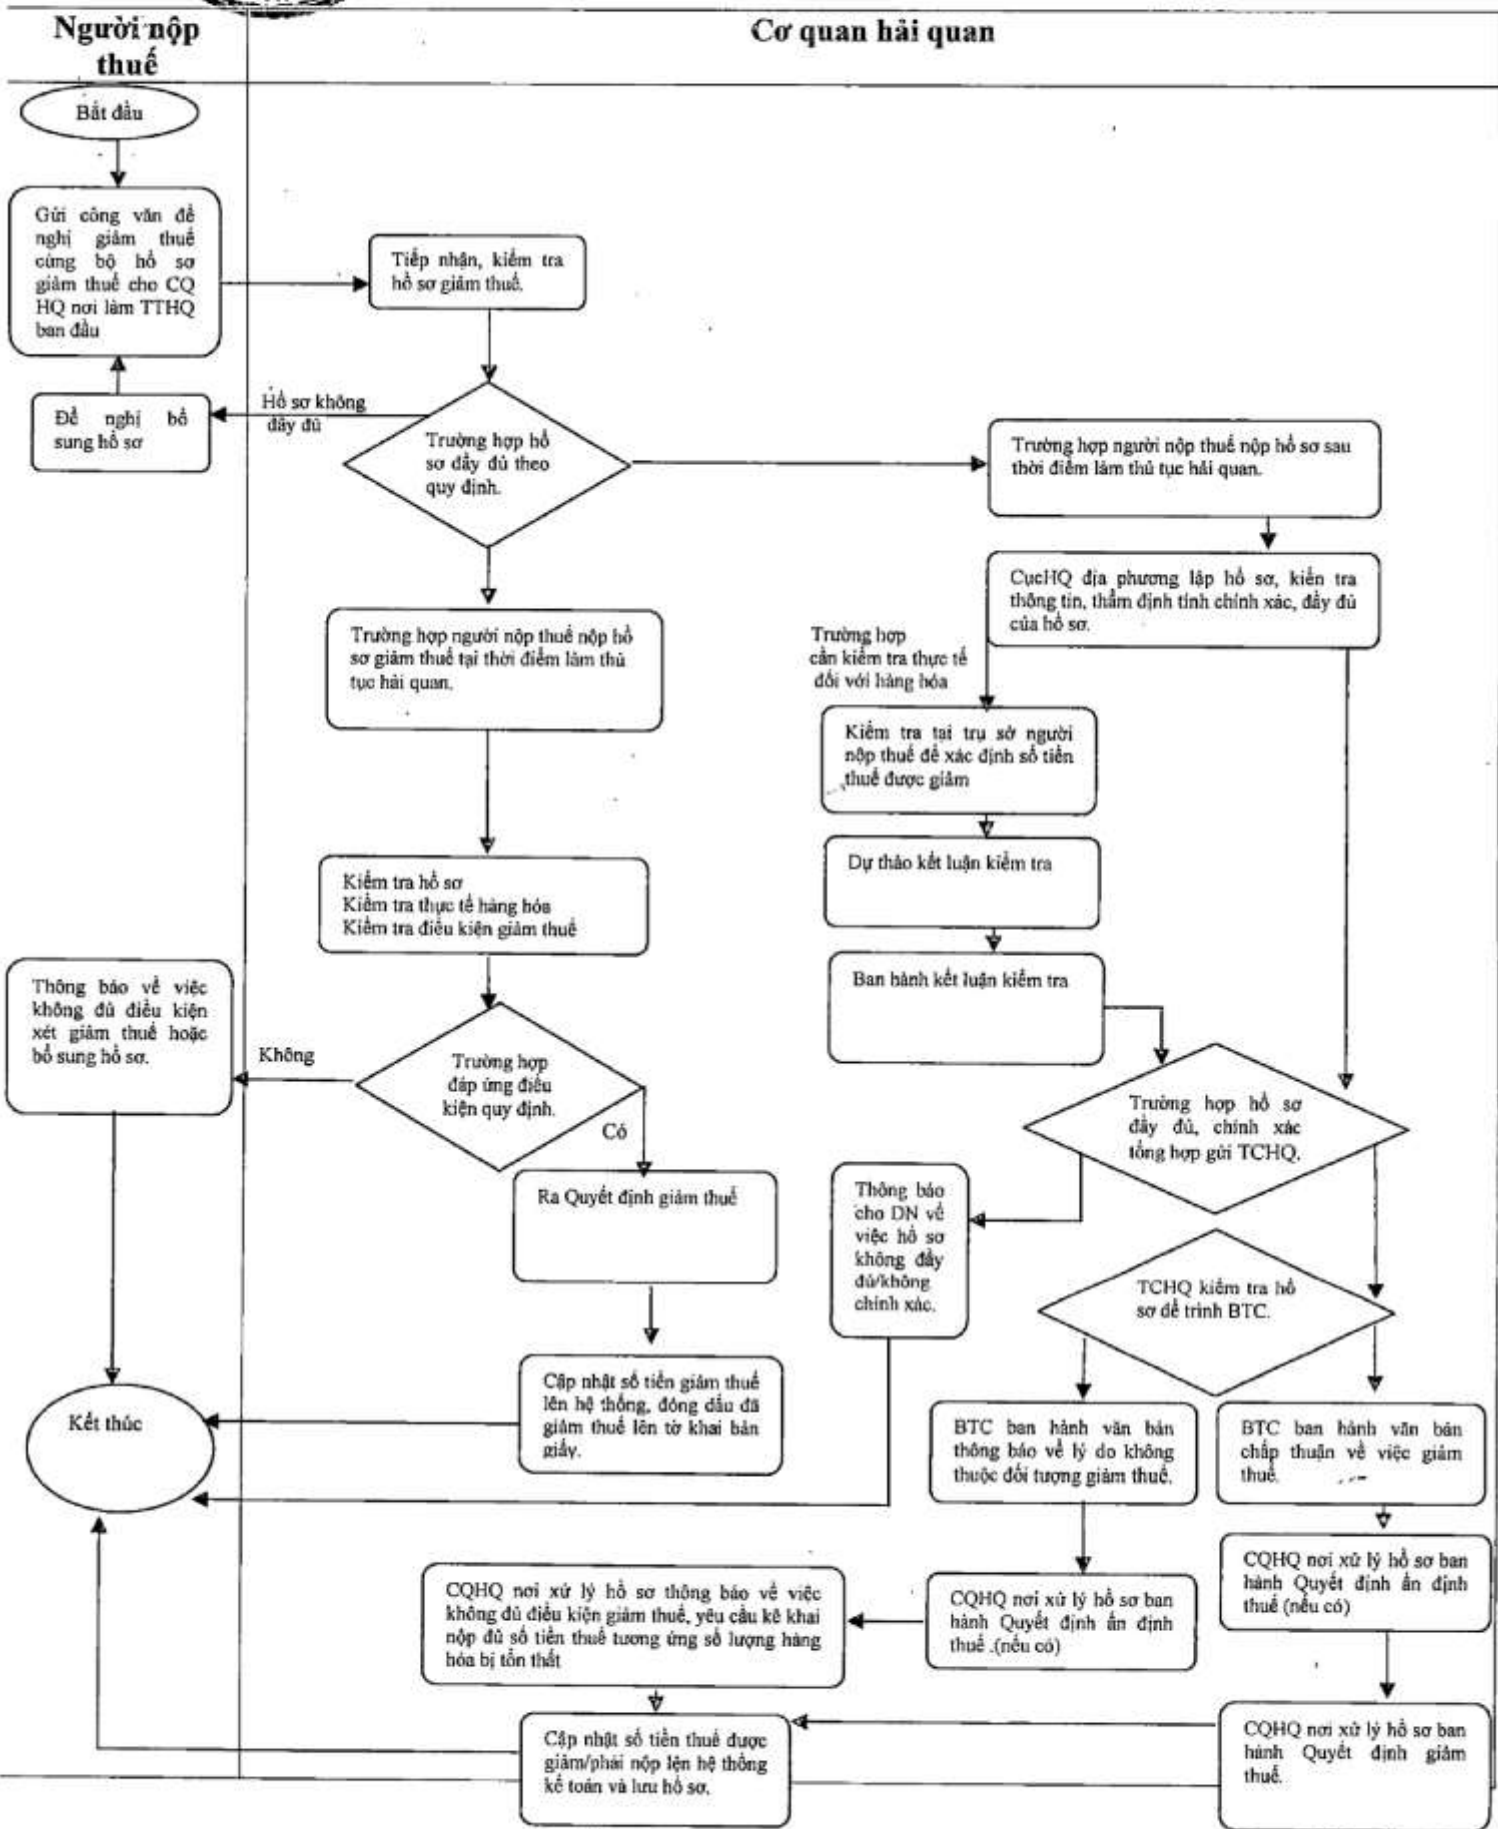 Người nộp
thuế
Cơ quan hải quan
Bắt đầu
Gửi công văn đề
nghị giảm thuế
cùng bộ hồ sơ
giảm thuế cho CQ
HQ nơi làm TTHQ
ban đầu
Tiếp nhận, kiểm tra
hồ sơ giảm thuế.
Đề nghị bổ
sung hồ sơ
Hồ sơ không
đầy đủ
Trường hợp hồ
sơ đầy đủ theo
quy định.
Trường hợp người nộp thuế nộp hồ sơ sau
thời điểm làm thủ tục hải quan.
CụcHQ địa phương lập hồ sơ, kiển tra
thông tin, thẩm định tính chính xác, đầy đủ
của hồ sơ.
Trường hợp người nộp thuế nộp hồ
sơ giảm thuế tại thời điểm làm thủ
tục hải quan.
Trường hợp
cần kiểm tra thực tế
đối với hàng hóa
Kiểm tra tại trụ sở người
nộp thuế để xác định số tiền
thuế được giảm
Dự thảo kết luận kiểm tra
Kiểm tra hồ sơ
Kiểm tra thực tế hàng hóa
Kiểm tra điều kiện giảm thuế
Ban hành kết luận kiểm tra
Thông báo về việc
không đủ điều kiện
xét giảm thuế hoặc
bổ sung hồ sơ.
Không
Trường hợp
đáp ứng điều
kiện quy định.
Có
Trường hợp hồ sơ
đầy đủ, chính xác
tổng hợp gửi TCHQ.
Ra Quyết định giảm thuế
Thông báo
cho DN về
việc hồ sơ
không đầy
đủ/không
chính xác.
TCHQ kiểm tra hồ
sơ để trình BTC.
Cập nhật số tiền giảm thuế
lên hệ thống, đóng dấu đã
giảm thuế lên tờ khai bản
giấy.
Kết thúc
BTC ban hành văn bản
thông báo về lý do không
thuộc đối tượng giảm thuế.
BTC ban hành văn bản
chấp thuận về việc giảm
thuế.
CQHQ nơi xử lý hồ sơ thông báo về việc
không đủ điều kiện giảm thuế, yêu cầu kê khai
nộp đủ số tiền thuế tương ứng số lượng hàng
hóa bị tổn thất
CQHQ nơi xử lý hồ sơ ban
hành Quyết định ấn định
thuế .(nếu có)
CQHQ nơi xử lý hồ sơ ban
hành Quyết định ấn định
thuế (nếu có)
Cập nhật số tiền thuế được
giảm/phải nộp lên hệ thống
kế toán và lưu hồ sơ.
CQHQ nơi xử lý hồ sơ ban
hành Quyết định giảm
thuế.